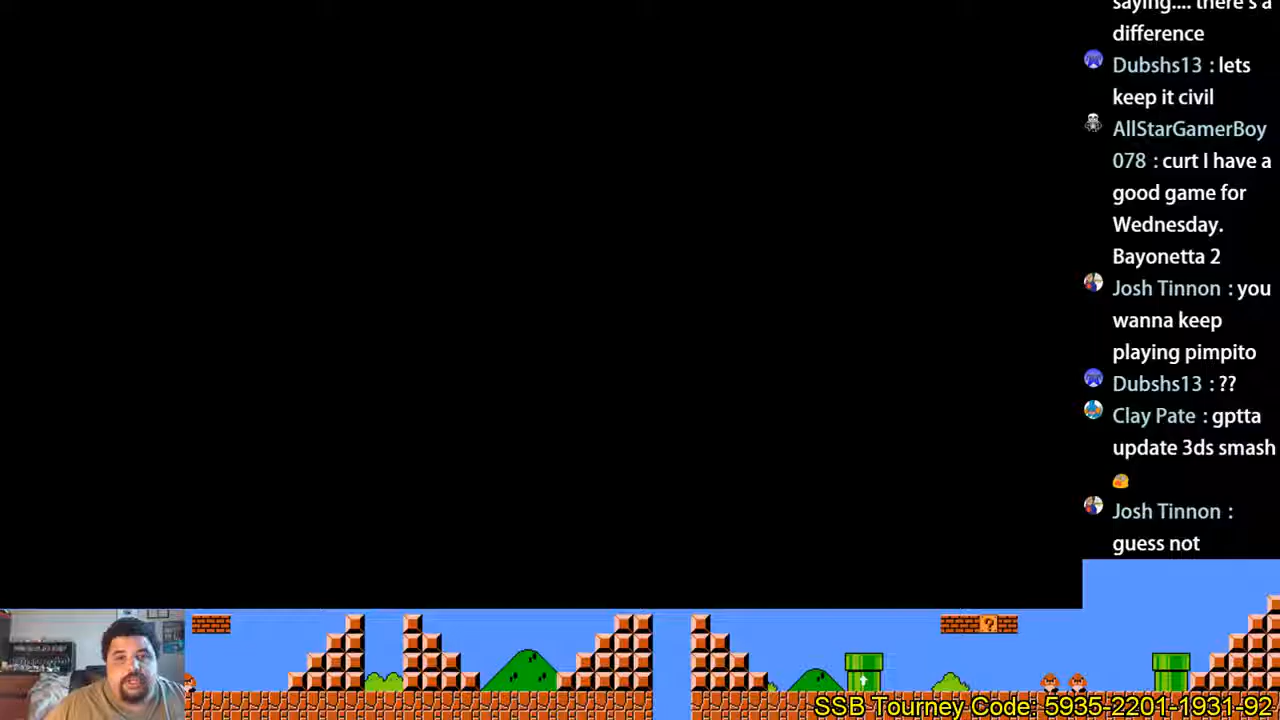 saying.... there's a
difference
Dubshs13 : lets
keep it civil
AllStarGamerBoy
078 : curt I have a
good game for
Wednesday.
Bayonetta 2
Josh Tinnon : you
wanna keep
playing pimpito
Dubshs13 : ??
Clay Pate : gptta
update 3ds smash
Josh Tinnon :
guess not
?
SSB Tourney Code: 5935-2201-1931-92